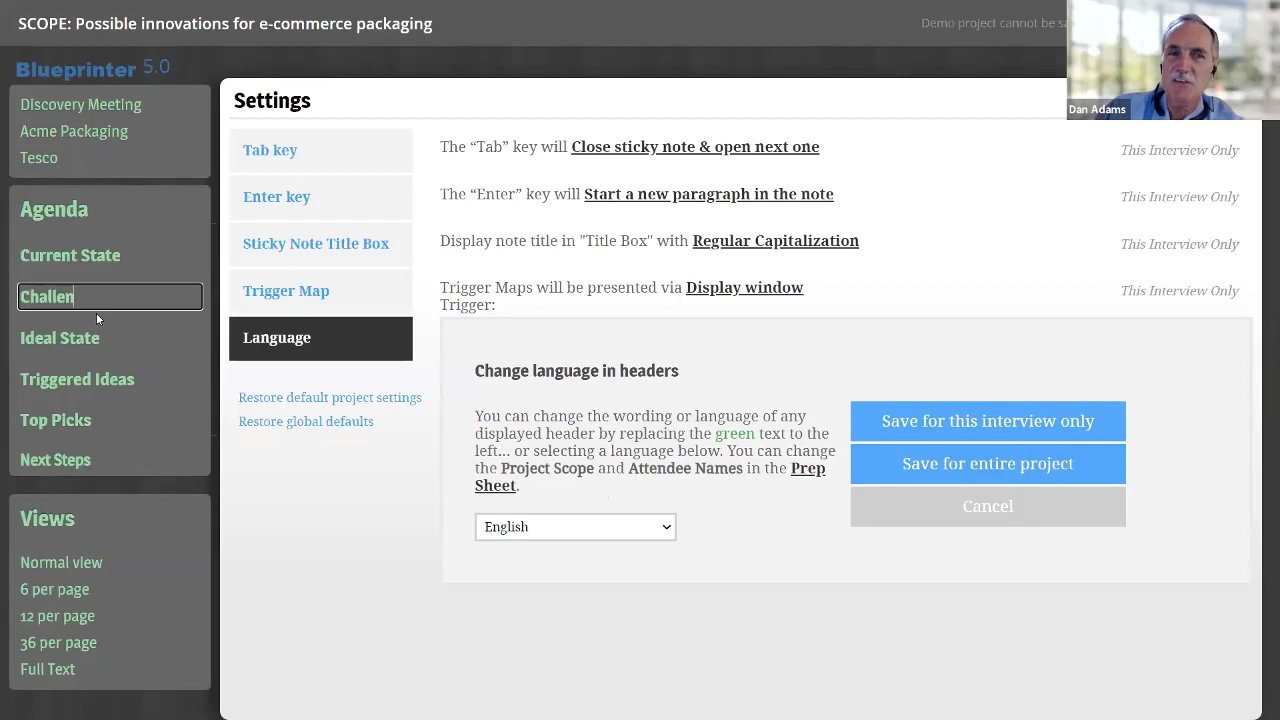 SCOPE: Possible innovations for e-commerce packaging
Demo project cannot be
Dan Adams
Blueprinter 5.0
Discovery Meeting
Acme Packaging
Tesco
Agenda
Current State
Challen
Ideal State
Triggered Ideas
Top Picks
Next Steps
Views
Normal view
6 per page
12 per page
36 per page
Full Text
Settings
Tab key
The “Tab” key will Close sticky note & open next one
This Interview Only
Enter key
The “Enter” key will Start a new paragraph in the note
This Interview Only
Sticky Note Title Box
Display note title in "Title Box" with Regular Capitalization
This Interview Only
Trigger Map
Trigger Maps will be presented via Display window
This Interview Only
Trigger:
Language
Restore default project settings
Restore global defaults
Change language in headers
You can change the wording or language of any
displayed header by replacing the green text to the
left... or selecting a language below. You can change
the Project Scope and Attendee Names in the Prep
Sheet.
English
Save for this interview only
Save for entire project
Cancel